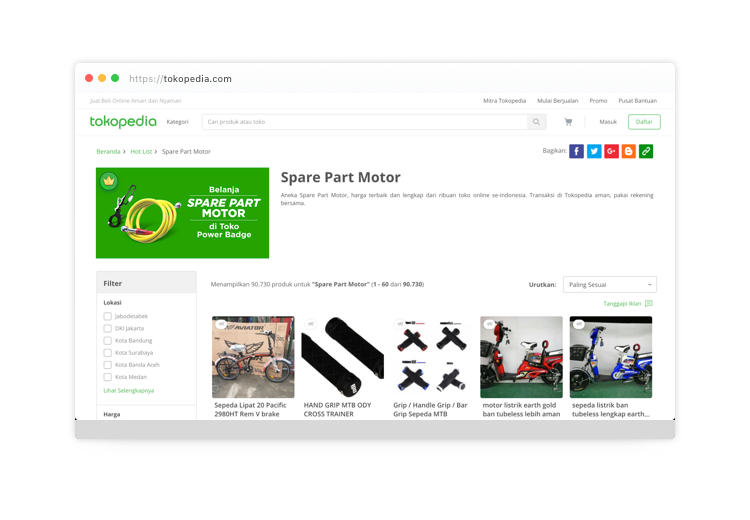 https://tokopedia.com
Jual Beli Online Aman dan Nyaman
Mitra Tokopedia Mulai Berjualan Promo Pusat Bantuan
tokopedia Kategori Cari produk atau toko Masuk Daftar
Beranda > Hot List > Spare Part Motor Bagikan:
Belanja
SPARE PART
MOTOR
di Toko
Power Badge
Spare Part Motor
Aneka Spare Part Motor, harga terbaik dan lengkap dari ribuan toko online se-Indonesia. Transaksi di Tokopedia aman, pakai rekening
bersama.
Filter
Lokasi
Jabodetabek
DKI Jakarta
Kota Bandung
Kota Surabaya
Kota Banda Aceh
Kota Medan
Lihat Selengkapnya
Harga
Menampilkan 90.730 produk untuk "Spare Part Motor" (1 - 60 dari 90.730)
Urutkan: Paling Sesuai
Tanggapi Iklan
AVIATOR
Sepeda Lipat 20 Pacific
2980HT Rem V brake
HAND GRIP MTB ODY
CROSS TRAINER
Grip / Handle Grip / Bar
Grip Sepeda MTB
motor listrik earth gold
ban tubeless lebih aman
sepeda listrik ban
tubeless lengkap earth...